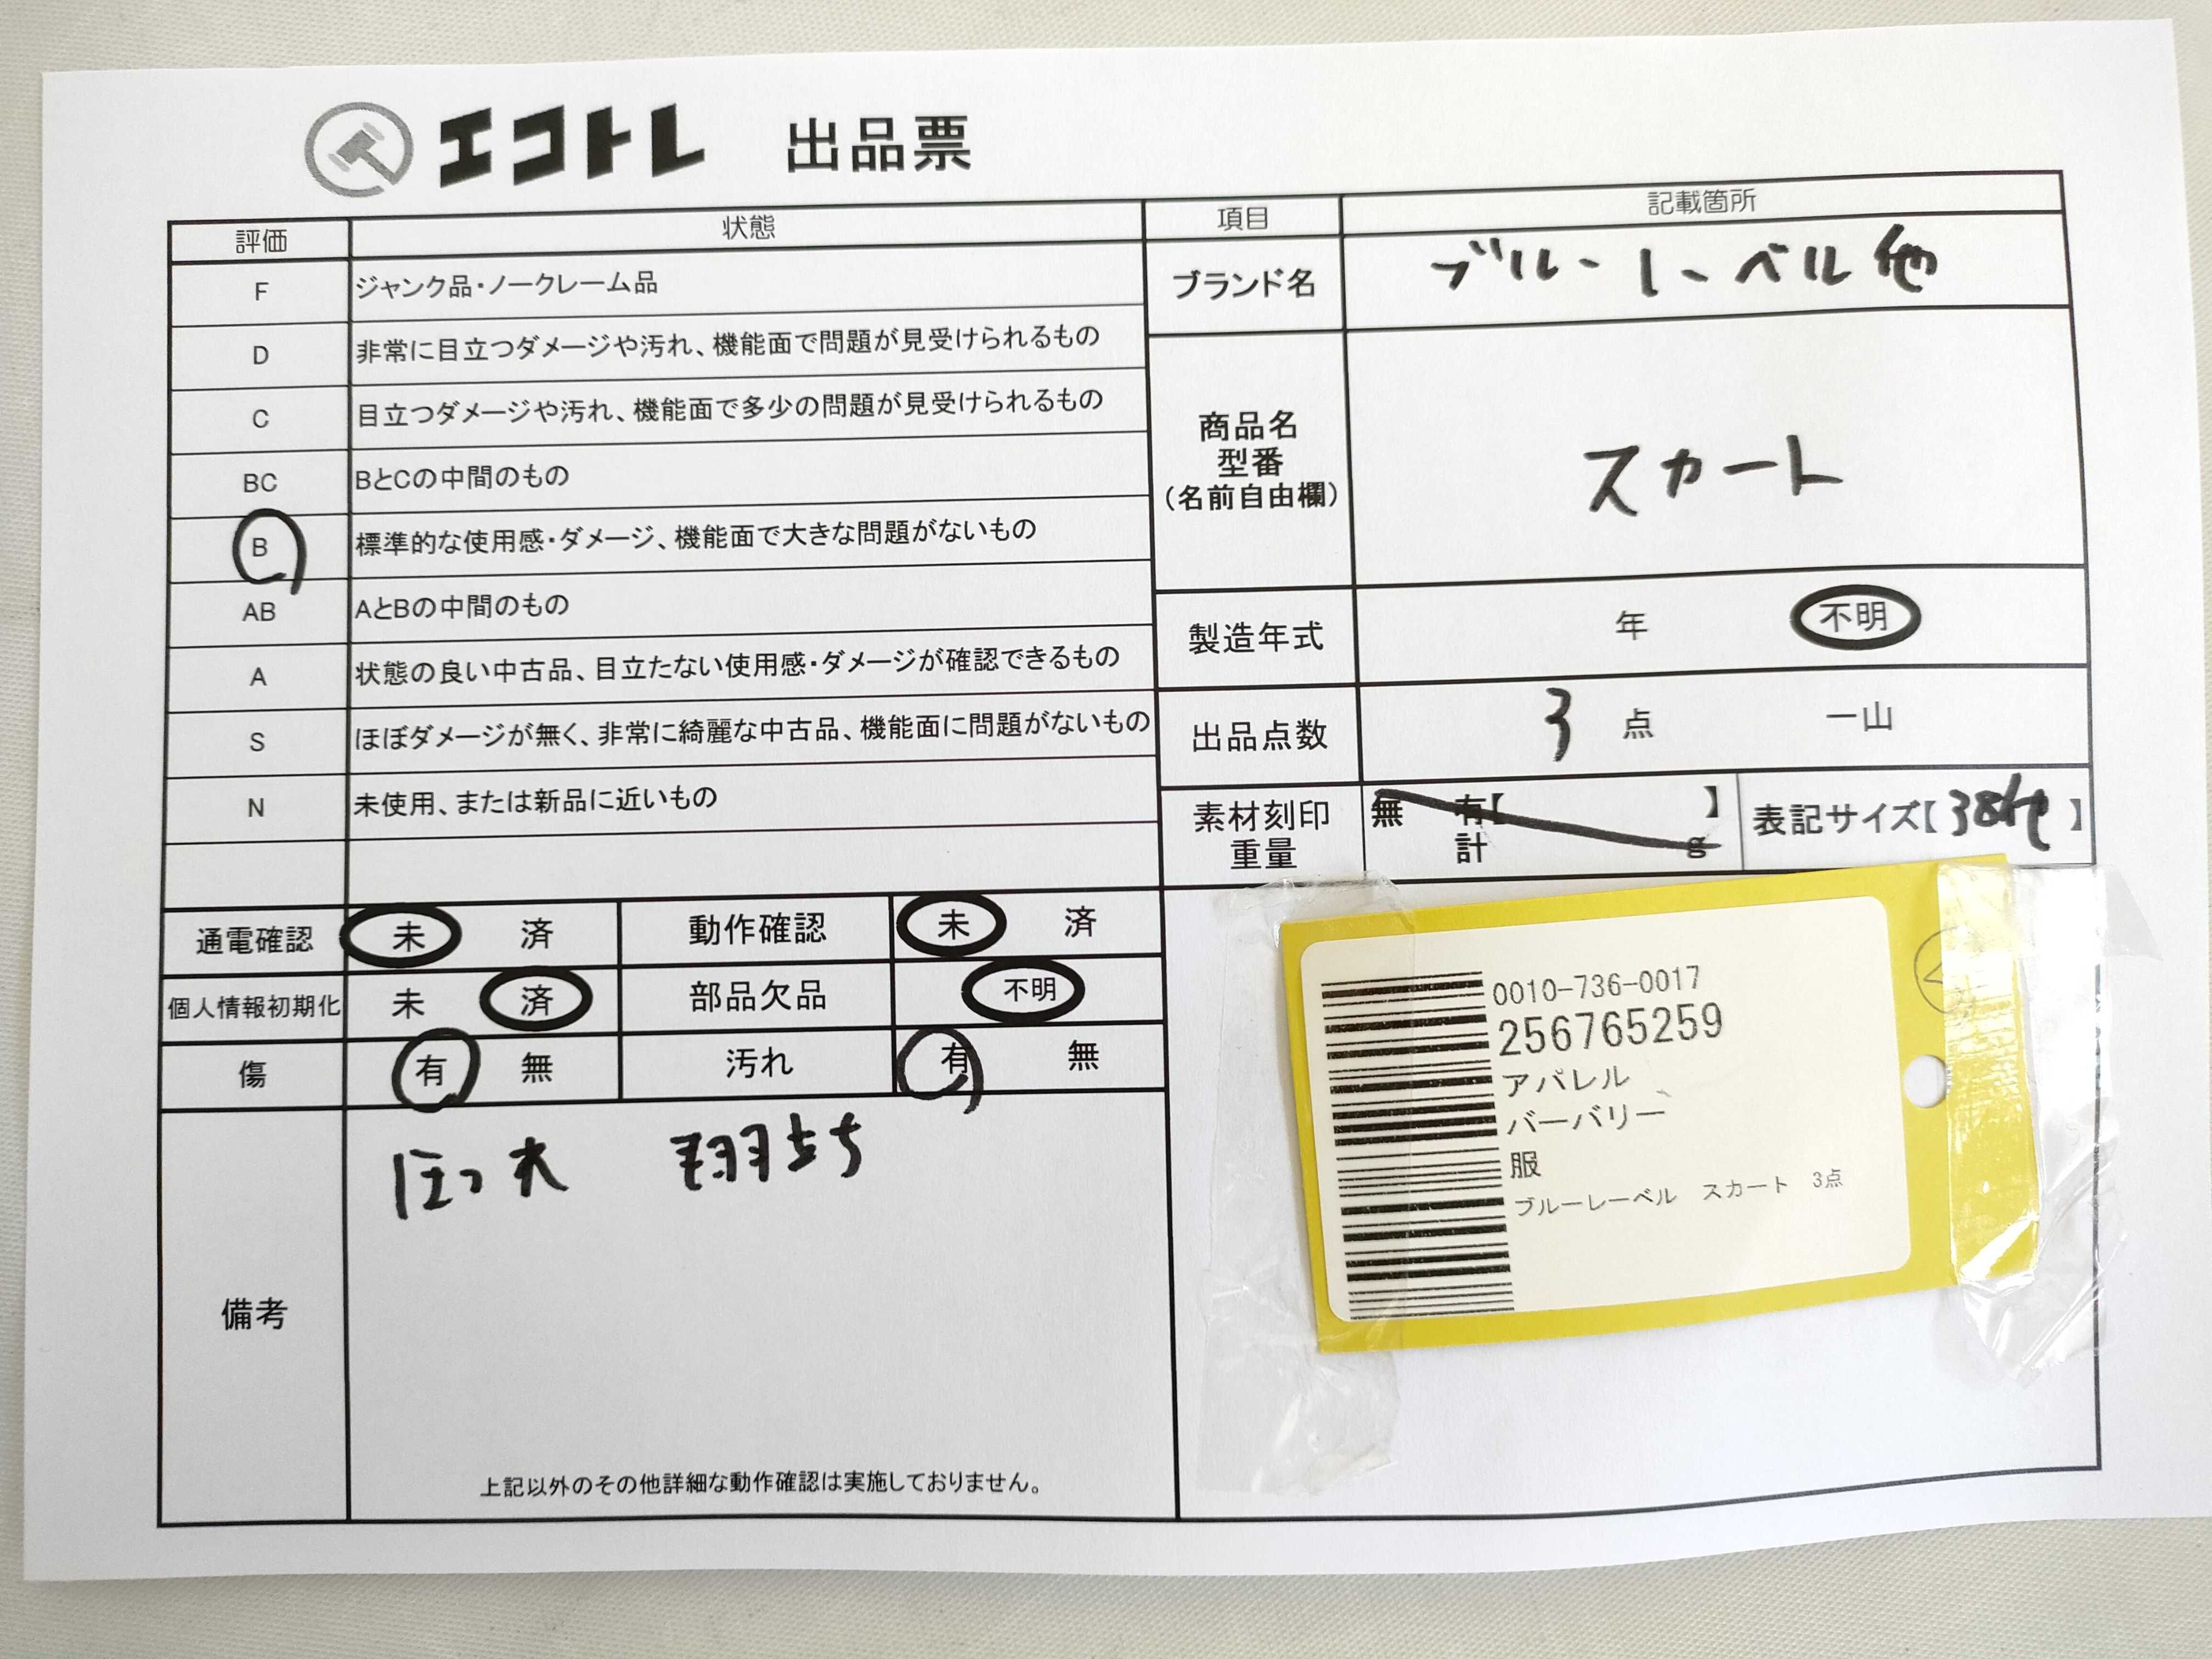 エコトレ 出品票
評価 状態
F ジャンク品・ノークレーム品
D 非常に目立つダメージや汚れ、機能面で問題が見受けられるもの
C 目立つダメージや汚れ、機能面で多少の問題が見受けられるもの
BC BとCの中間のもの
B 標準的な使用感・ダメージ、機能面で大きな問題がないもの
AB AとBの中間のもの
A 状態の良い中古品、目立たない使用感・ダメージが確認できるもの
S ほぼダメージが無く、非常に綺麗な中古品、機能面に問題がないもの
N 未使用、または新品に近いもの
項目 記載箇所
ブランド名 ブルーレーベル他
商品名
型番
(名前自由欄)
スカート
製造年式 年 不明
出品点数 3 点 一山
素材刻印
重量
無 有【 】
計 g
表記サイズ【38他】
通電確認 未 済 動作確認 未 済
個人情報初期化 未 済 部品欠品 不明
傷 有 無 汚れ 有 無
備考
上記以外のその他詳細な動作確認は実施しておりません。
0010-736-0017
256765259
アパレル
バーバリー
服
ブルーレーベル スカート 3点